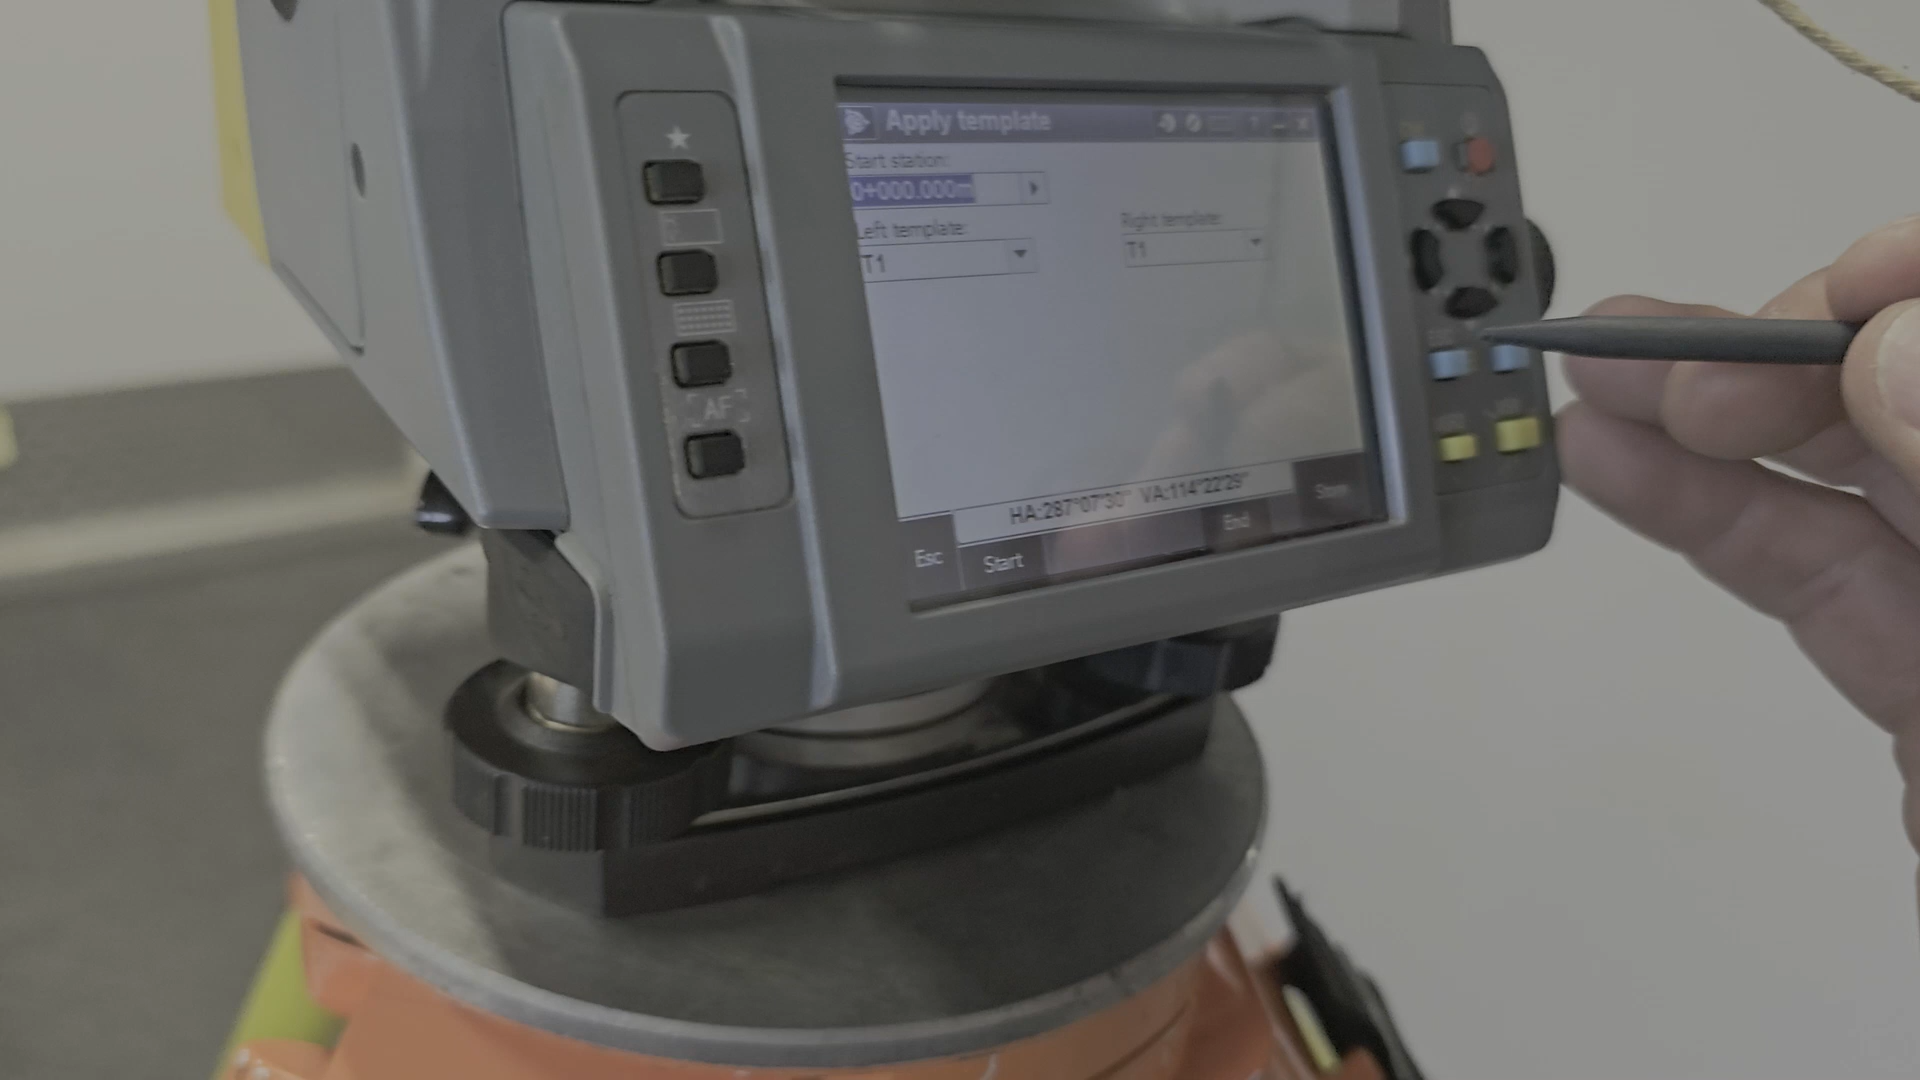 Apply template
Start station:
0+000.000m
Left template:
Right template:
T1
T1
AF
HA:287°07'30" VA:114°22'29"
Esc
Start
End
Store